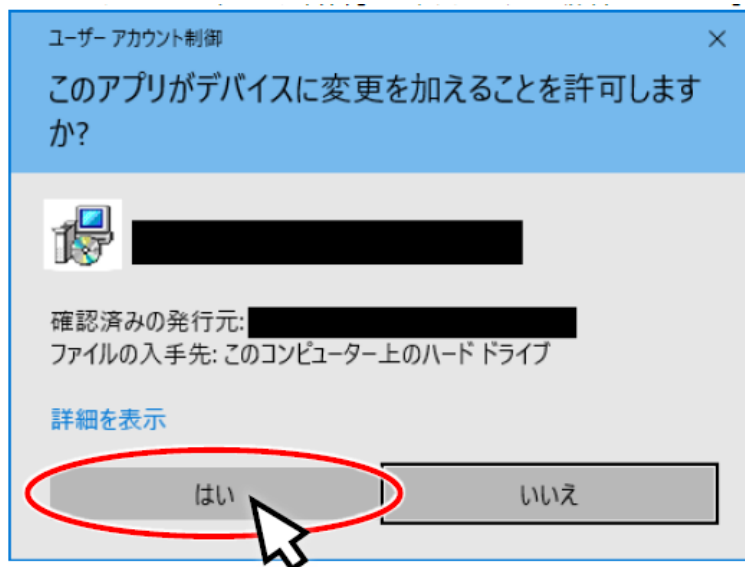 ユーザー アカウント制御
このアプリがデバイスに変更を加えることを許可します
か?
確認済みの発行元:
ファイルの入手先: このコンピューター上のハード ドライブ
詳細を表示
はい
いいえ